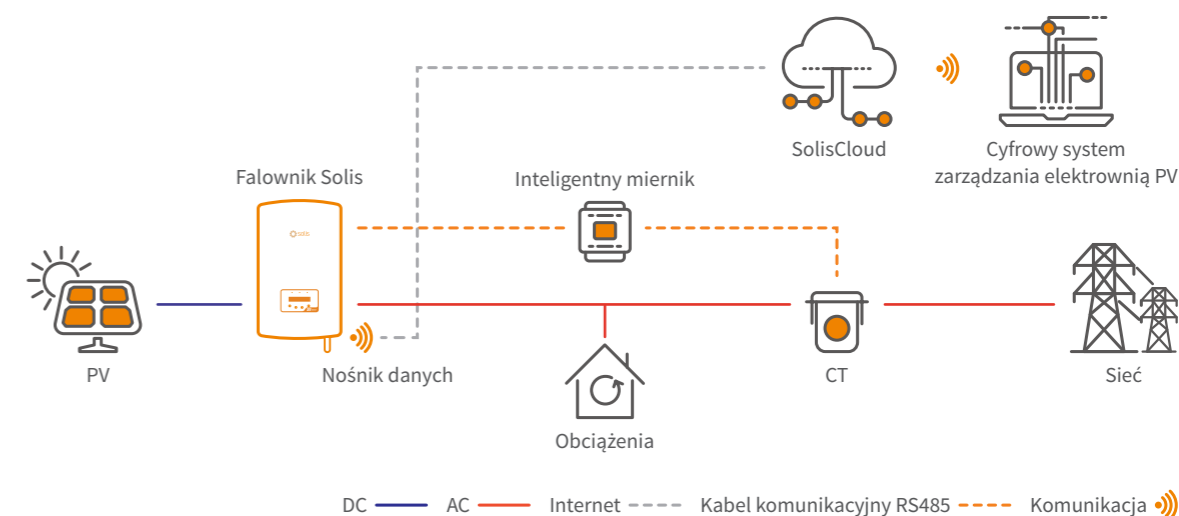 SolisCloud
Cyfrowy system
zarządzania elektrownią PV
Falownik Solis
Inteligentny miernik
solis
PV
Nośnik danych
CT
Sieć
Obciążenia
DC AC Internet Kabel komunikacyjny RS485 Komunikacja